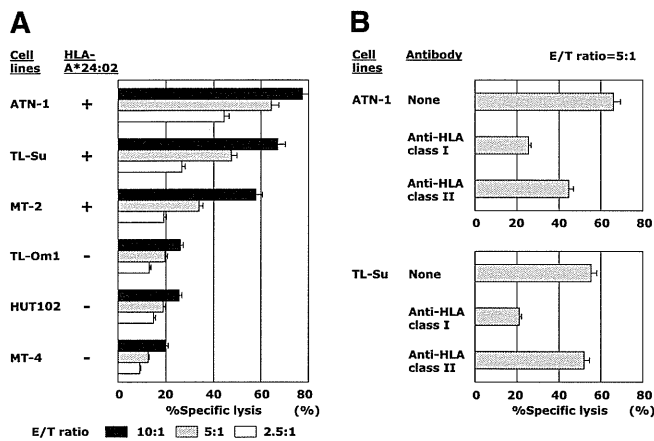 A
Cell lines
HLA-A*24:02
ATN-1 +
TL-Su +
MT-2 +
TL-Om1 -
HUT102 -
MT-4 -
0 20 40 60 80
%Specific lysis (%)
E/T ratio 10:1 5:1 2.5:1
B
Cell lines
Antibody
E/T ratio=5:1
ATN-1 None
Anti-HLA
class I
Anti-HLA
class II
0 20 40 60 80
TL-Su None
Anti-HLA
class I
Anti-HLA
class II
0 20 40 60 80
%Specific lysis (%)